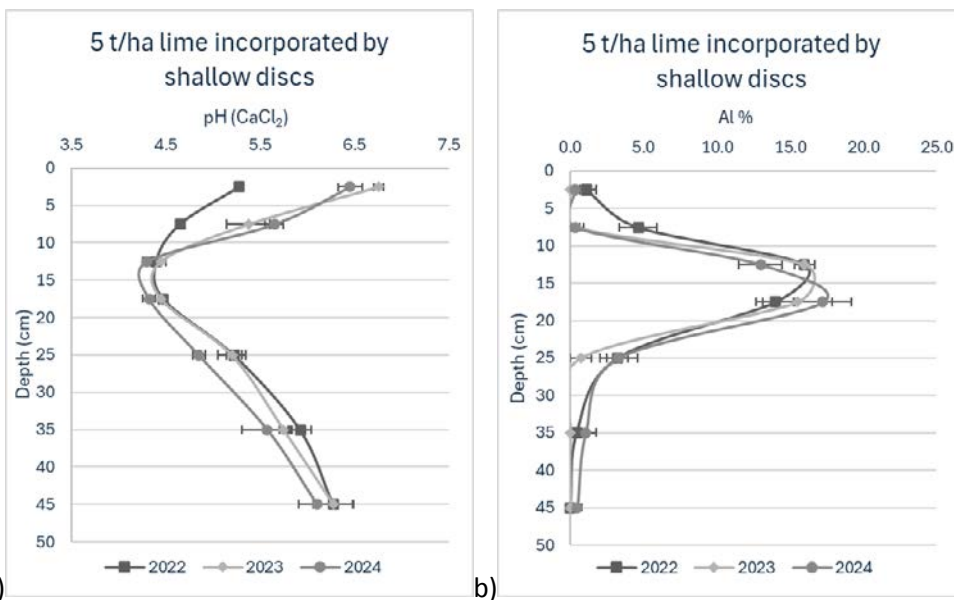 5 t/ha lime incorporated by
shallow discs
pH (CaCl₂)
3.5 4.5 5.5 6.5 7.5
0
5
10
15
20
25
30
35
40
45
50
Depth (cm)
2022 2023 2024
)
5 t/ha lime incorporated by
shallow discs
Al %
0.0 5.0 10.0 15.0 20.0 25.0
0
5
10
15
20
25
30
35
40
45
50
Depth (cm)
2022 2023 2024
b)